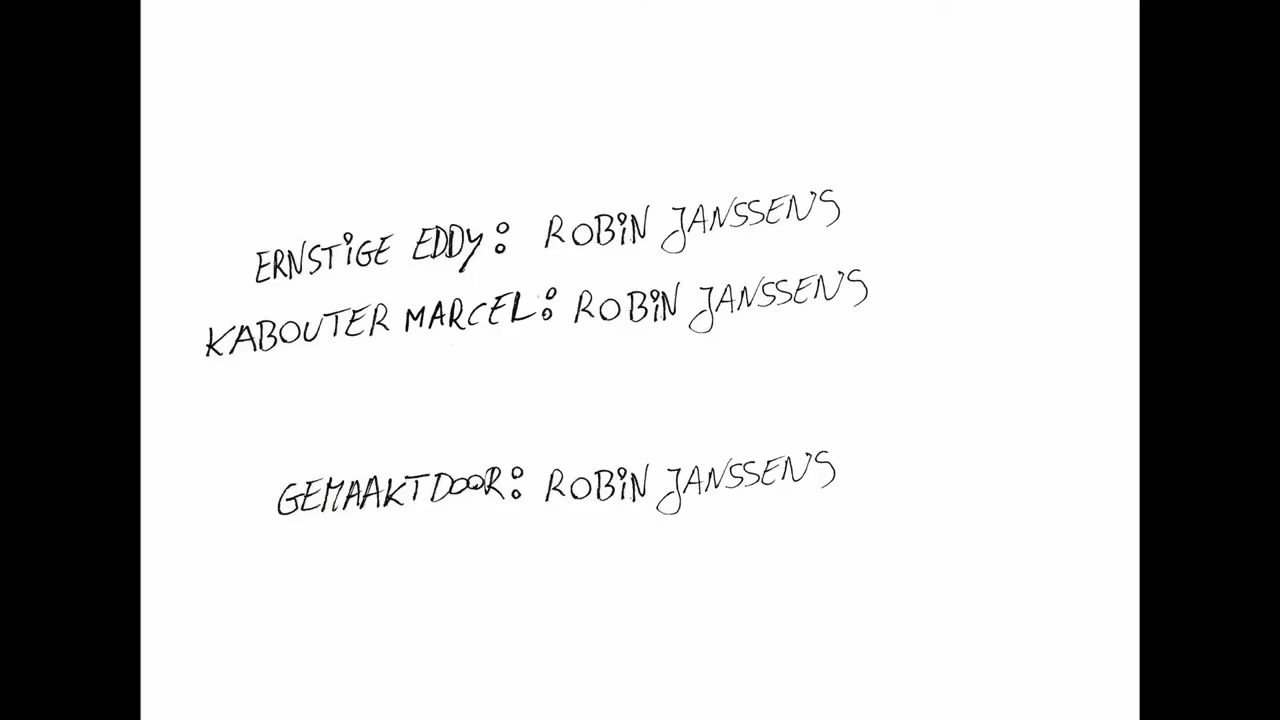 ERNSTiGE EDDY: ROBiN JANSSENS
KABOUTER MARCEL: ROBiN JANSSENS
GEMAAKT DOOR: ROBiN JANSSENS